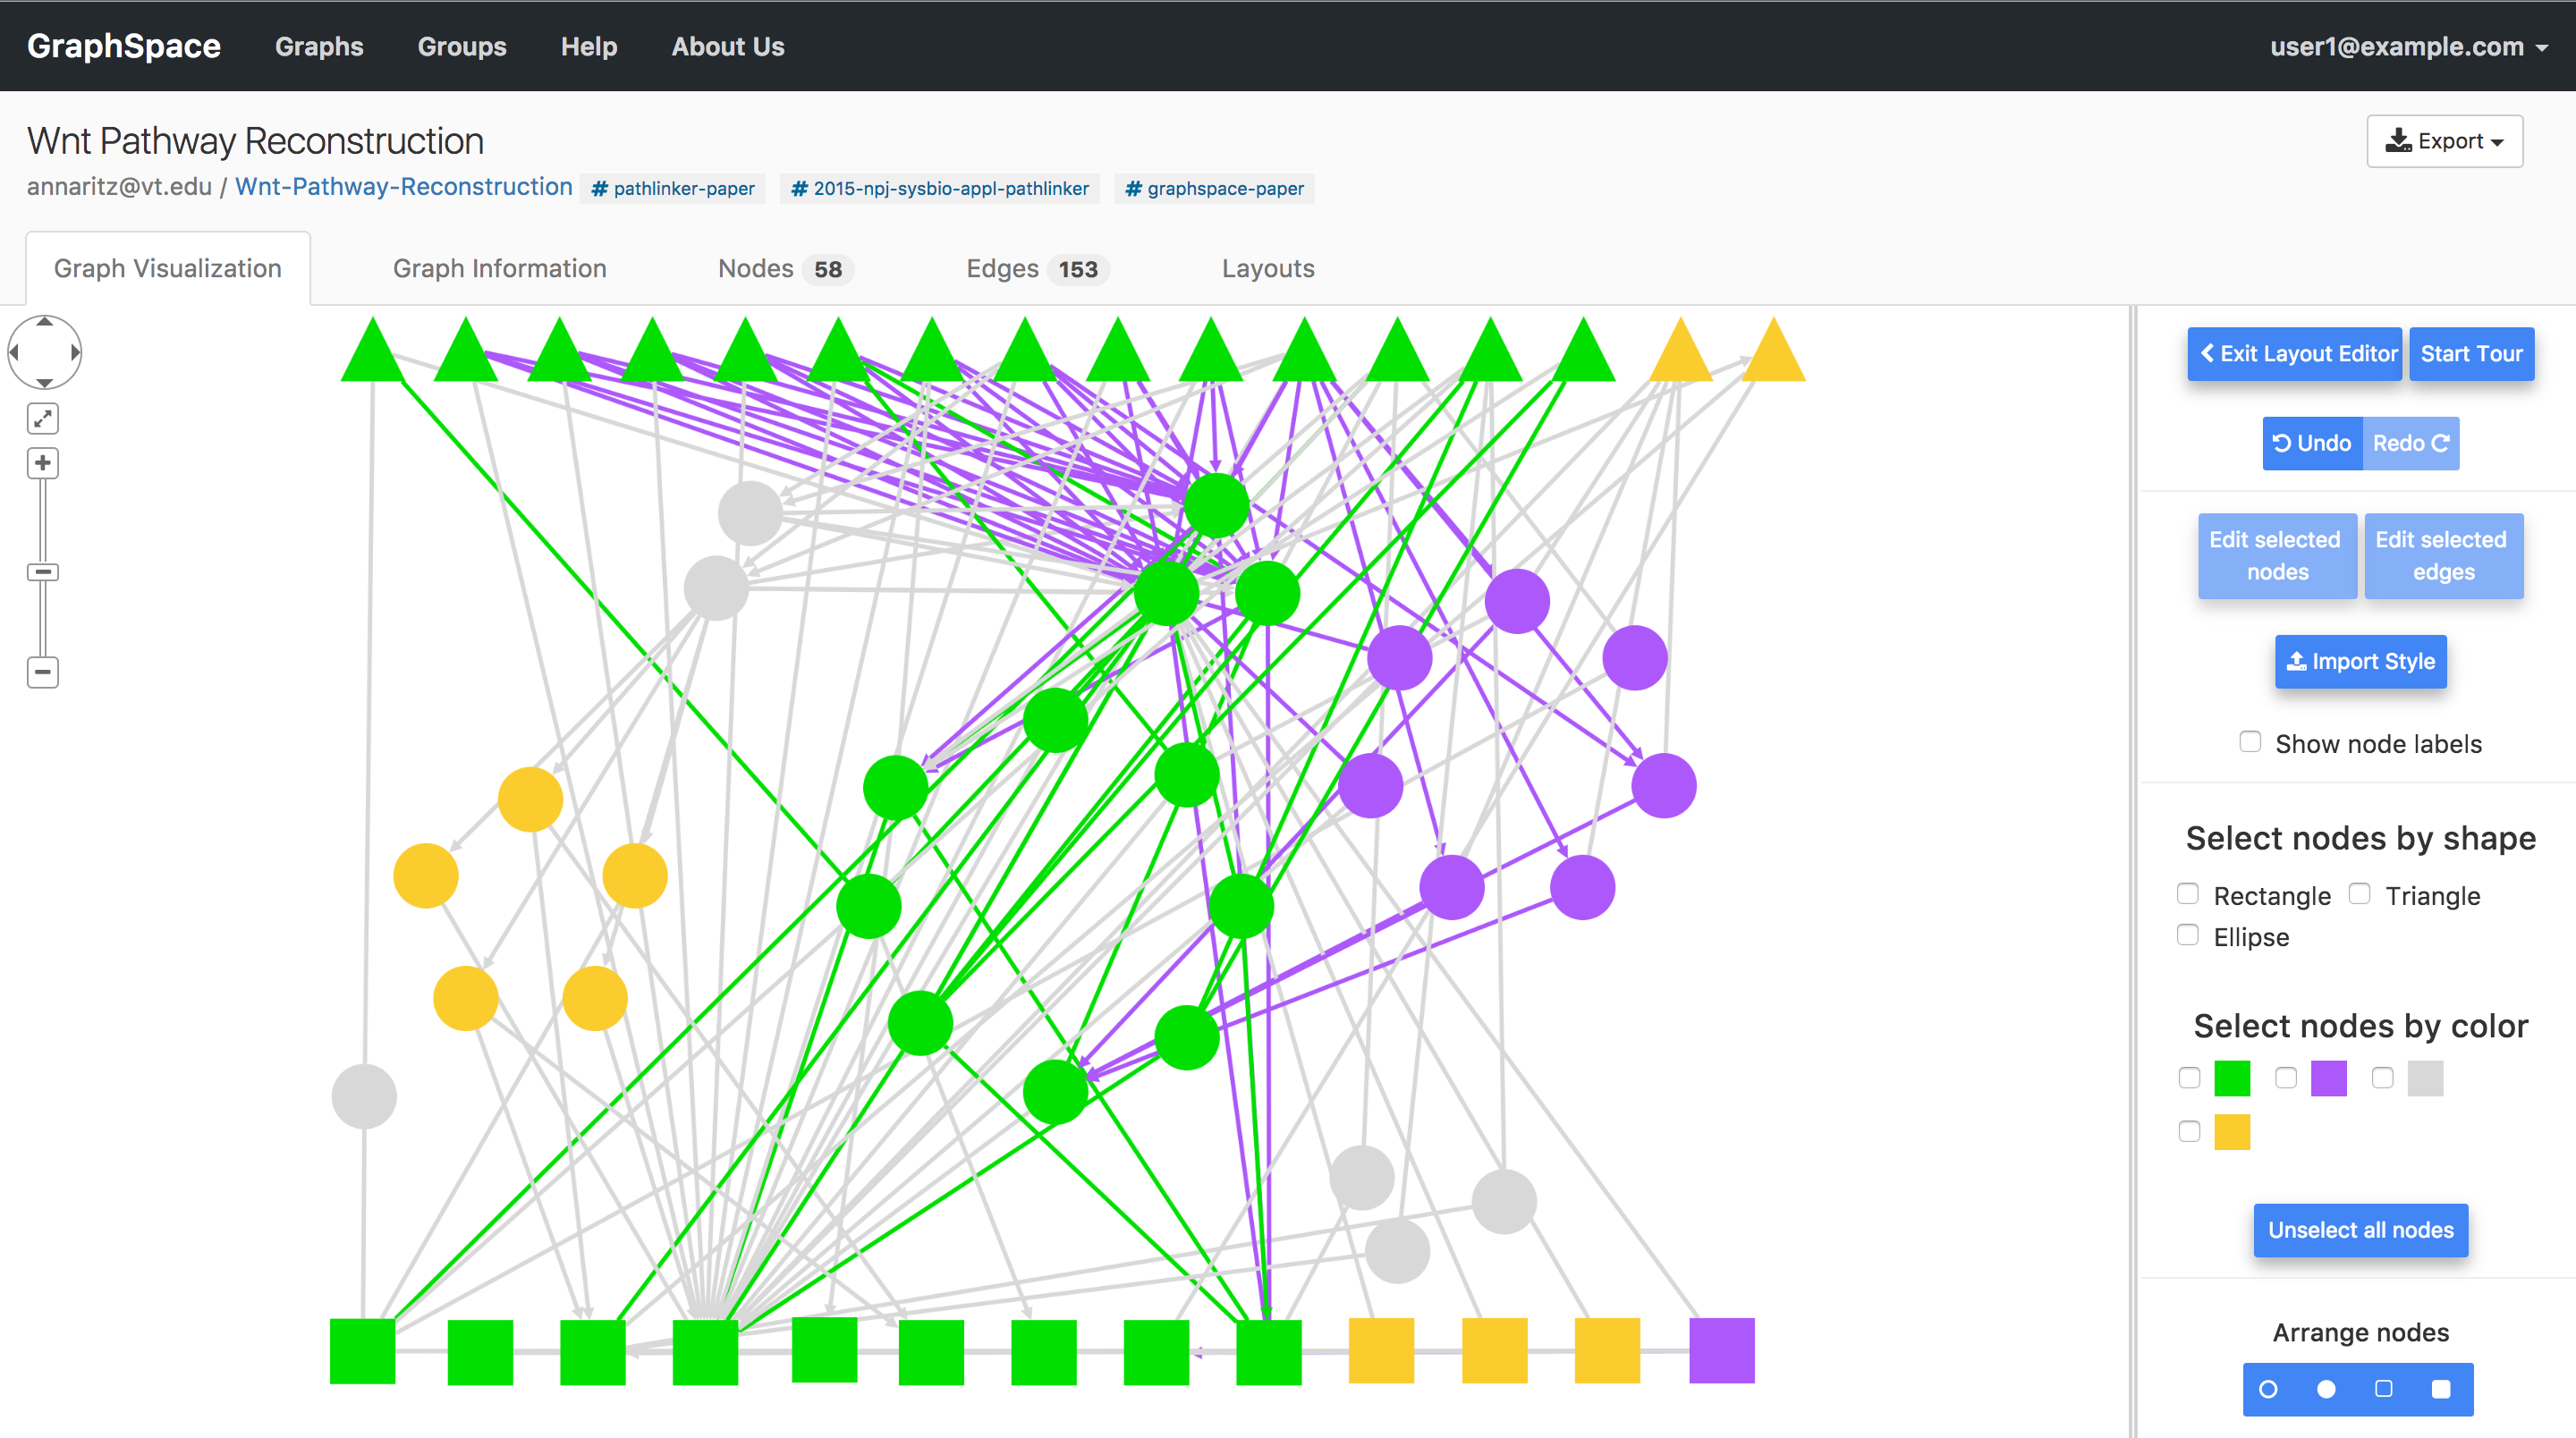 GraphSpace Graphs Groups Help About Us user1@example.com
Wnt Pathway Reconstruction
Export
annaritz@vt.edu / Wnt-Pathway-Reconstruction # pathlinker-paper # 2015-npj-sysbio-appl-pathlinker # graphspace-paper
Graph Visualization Graph Information Nodes 58 Edges 153 Layouts
Exit Layout Editor Start Tour
Undo Redo
Edit selected nodes Edit selected edges
Import Style
Show node labels
Select nodes by shape
Rectangle Triangle
Ellipse
Select nodes by color
Unselect all nodes
Arrange nodes